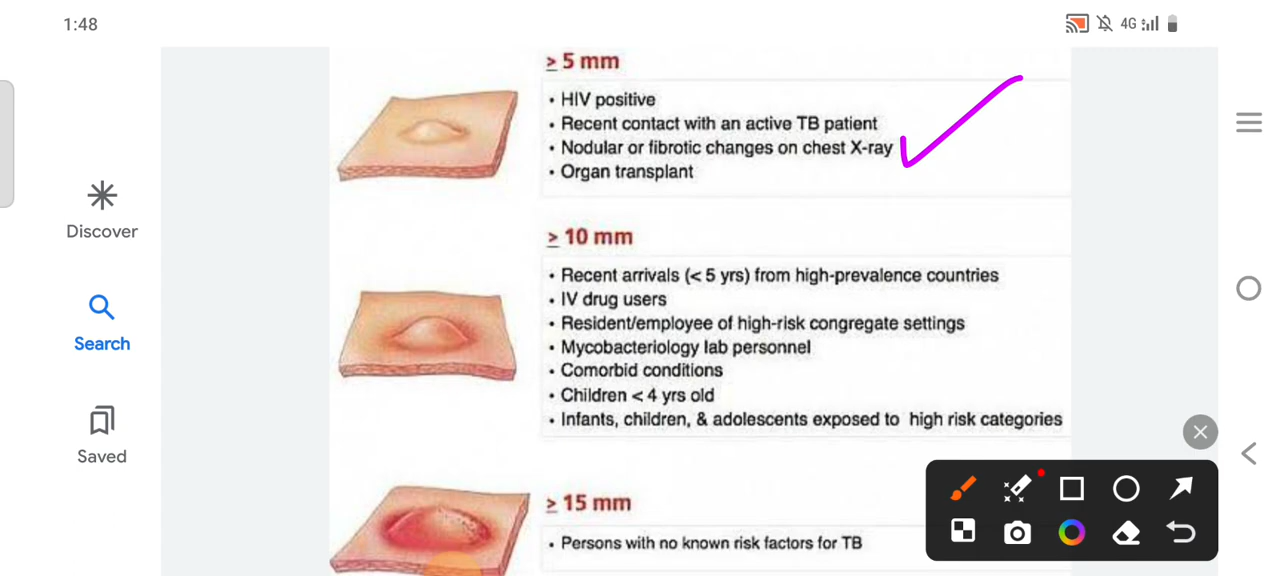 1:48
4G
≥ 5 mm
• HIV positive
• Recent contact with an active TB patient
• Nodular or fibrotic changes on chest X-ray
• Organ transplant
Discover
≥ 10 mm
• Recent arrivals (< 5 yrs) from high-prevalence countries
• IV drug users
• Resident/employee of high-risk congregate settings
• Mycobacteriology lab personnel
• Comorbid conditions
• Children < 4 yrs old
• Infants, children, & adolescents exposed to high risk categories
Search
Saved
≥ 15 mm
• Persons with no known risk factors for TB